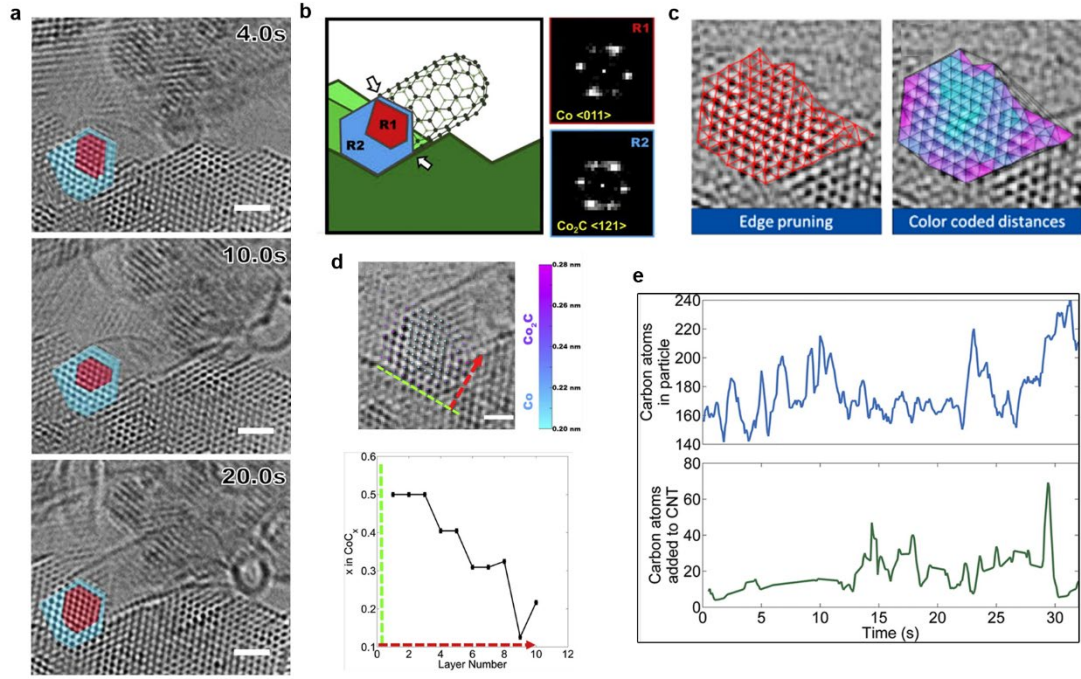 a
4.0s
10.0s
20.0s
b
R1
R2
R1
Co <011>
R2
Co₂C <121>
c
Edge pruning
Color coded distances
d
0.28 nm
0.26 nm
0.24 nm
0.22 nm
0.20 nm
Co₂C
Co
0.6
0.5
0.4
0.3
0.2
0.1
x in CoCₓ
0 2 4 6 8 10 12
Layer Number
e
240
220
200
180
160
140
Carbon atoms
in particle
80
60
40
20
0
Carbon atoms
added to CNT
0 5 10 15 20 25 30
Time (s)